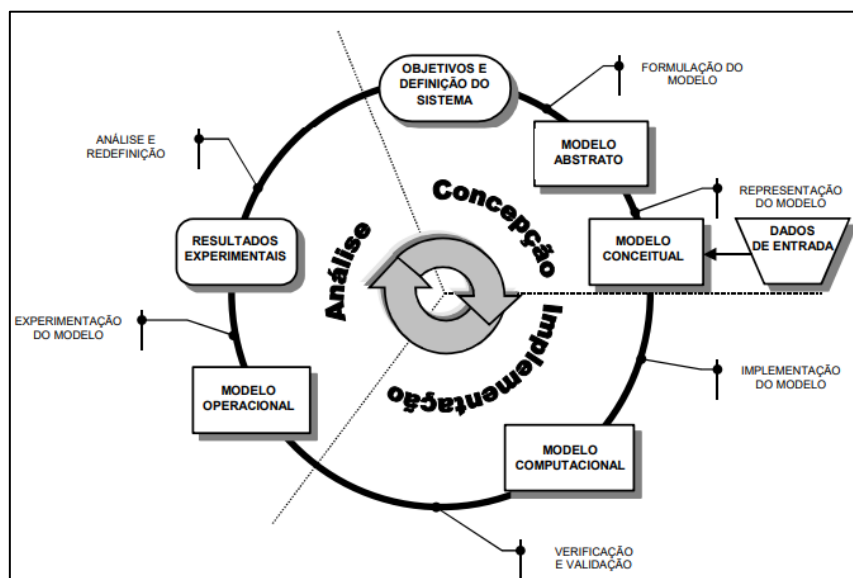 OBJETIVOS E
DEFINIÇÃO DO
SISTEMA
FORMULAÇÃO DO
MODELO
MODELO
ABSTRATO
REPRESENTAÇÃO
DO MODELO
MODELO
CONCEITUAL
DADOS
DE ENTRADA
Concepção
IMPLEMENTAÇÃO
DO MODELO
Implementação
MODELO
COMPUTACIONAL
VERIFICAÇÃO
E VALIDAÇÃO
MODELO
OPERACIONAL
EXPERIMENTAÇÃO
DO MODELO
Análise
RESULTADOS
EXPERIMENTAIS
ANÁLISE E
REDEFINIÇÃO